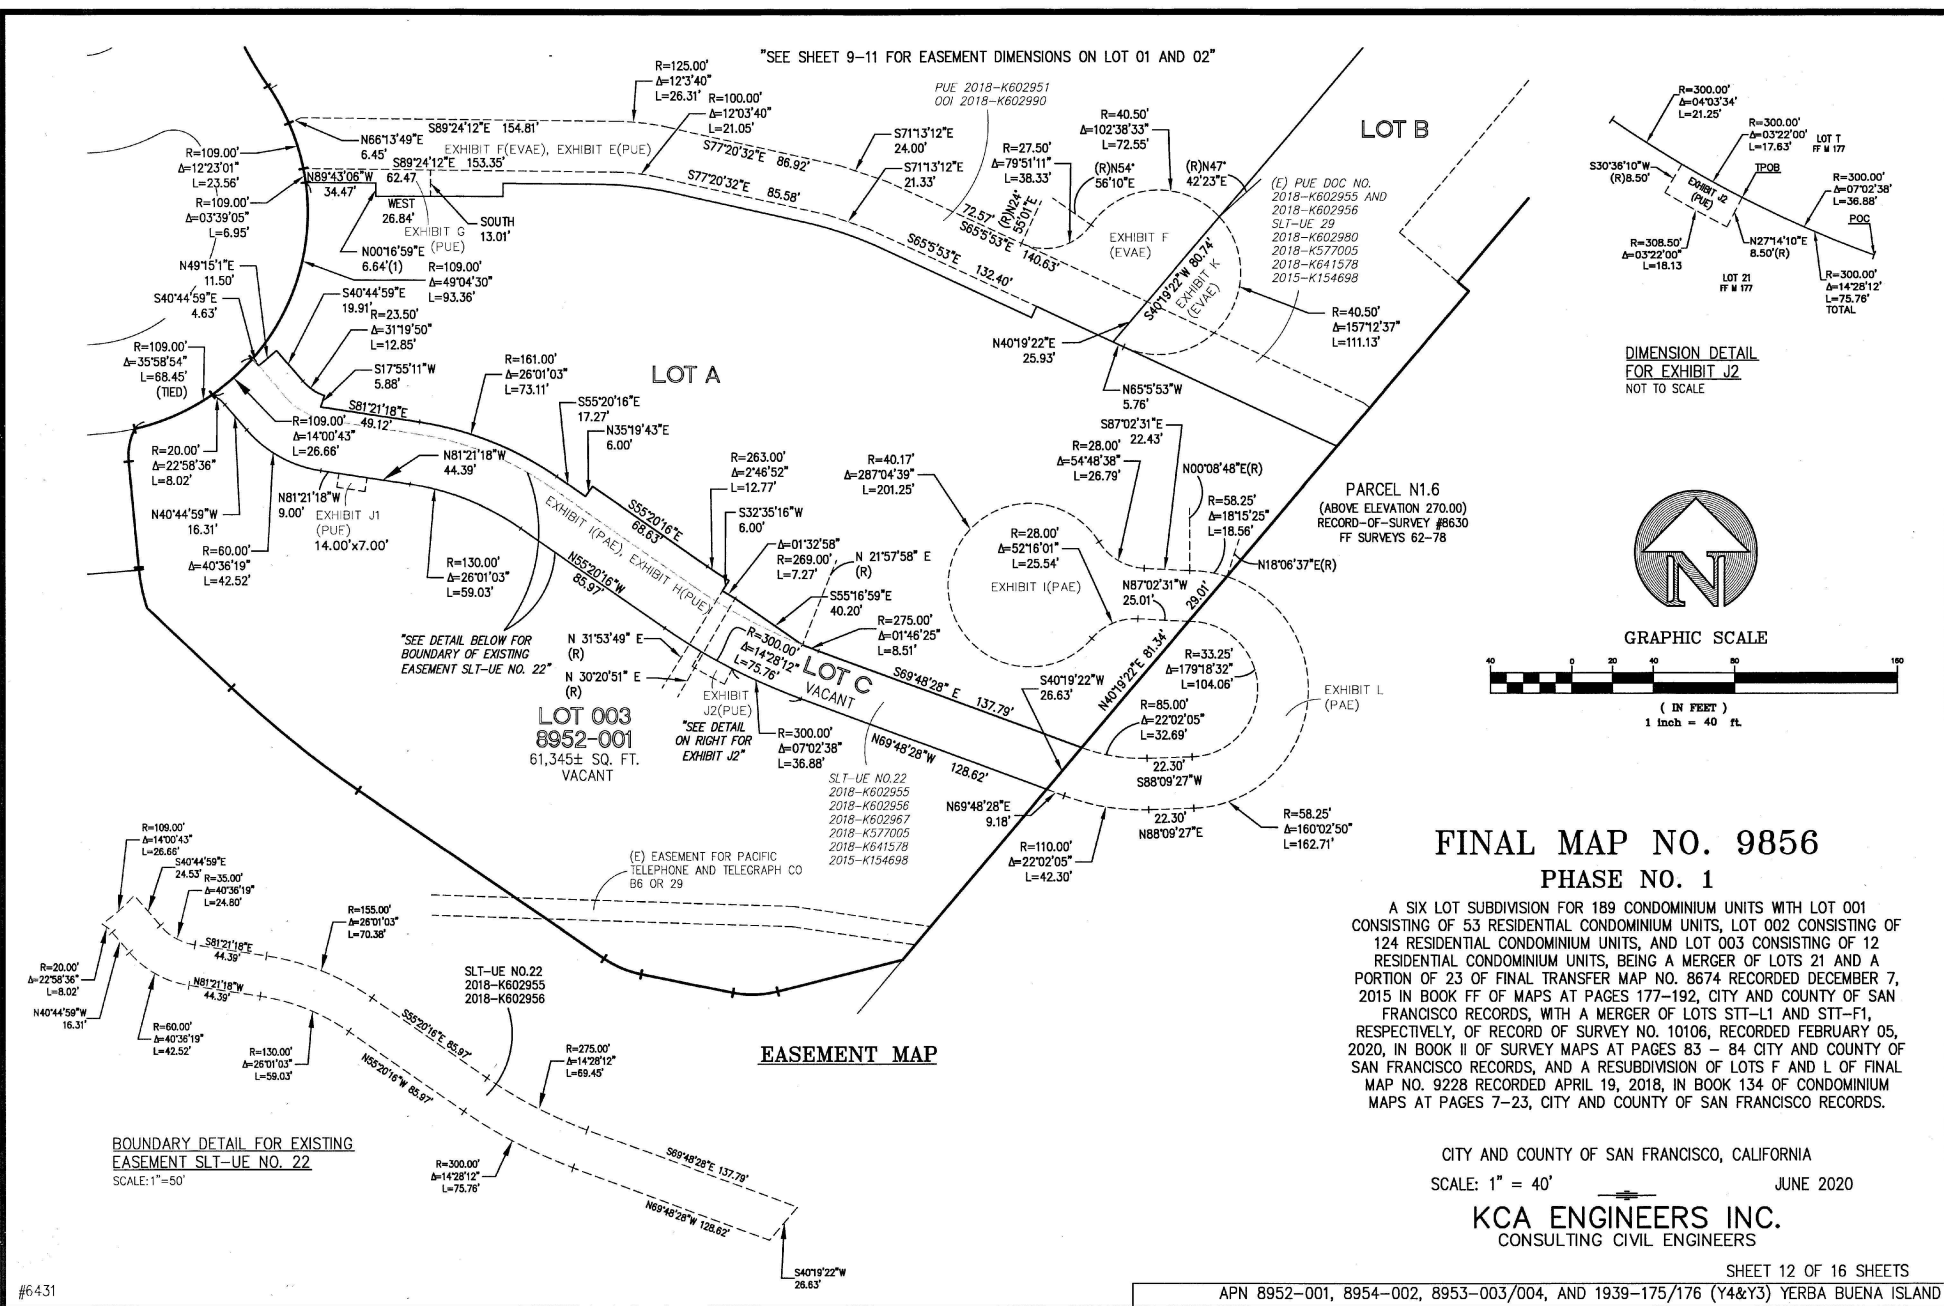 "SEE SHEET 9-11 FOR EASEMENT DIMENSIONS ON LOT 01 AND 02"
R=125.00'
Δ=12°3'40"
L=26.31'
R=100.00'
Δ=12°03'40"
L=21.05'
PUE 2018-K602951
OOI 2018-K602990
R=40.50'
Δ=102°38'33"
L=72.55'
LOT B
N66°13'49"E
6.45'
S89°24'12"E 154.81'
EXHIBIT F(EVAE), EXHIBIT E(PUE)
S89°24'12"E 153.35'
S77°20'32"E 86.92'
S77°20'32"E 85.58'
S71°13'12"E
24.00'
S71°13'12"E
21.33'
R=27.50'
Δ=79°51'11"
L=38.33'
(R)N54°
56'10"E
(R)N47°
42'23"E
(R)N24°
55'01"E
72.57'
S65°5'53"E 140.63'
S65°5'53"E 132.40'
EXHIBIT F
(EVAE)
S40°19'22"W 80.74'
EXHIBIT K
(EVAE)
(E) PUE DOC NO.
2018-K602955 AND
2018-K602956
SLT-UE 29
2018-K602980
2018-K577005
2018-K641578
2015-K154698
R=40.50'
Δ=157°12'37"
L=111.13'
N40°19'22"E
25.93'
N65°5'53"W
5.76'
R=109.00'
Δ=12°23'01"
L=23.56'
R=109.00'
Δ=03°39'05"
L=6.95'
N89°43'06"W
34.47'
62.47
WEST
26.84'
EXHIBIT G
(PUE)
SOUTH
13.01'
N00°16'59"E
6.64'(1)
R=109.00'
Δ=49°04'30"
L=93.36'
N49°15'1"E
11.50'
S40°44'59"E
4.63'
S40°44'59"E
19.91'
R=23.50'
Δ=31°19'50"
L=12.85'
S17°55'11"W
5.88'
R=109.00'
Δ=35°58'54"
L=68.45'
(TIED)
R=109.00'
Δ=14°00'43"
L=26.66'
S81°21'18"E
49.12'
R=161.00'
Δ=26°01'03"
L=73.11'
LOT A
S55°20'16"E
17.27'
N35°19'43"E
6.00'
R=20.00'
Δ=22°58'36"
L=8.02'
N40°44'59"W
16.31'
R=60.00'
Δ=40°36'19"
L=42.52'
N81°21'18"W
9.00'
EXHIBIT J1
(PUE)
14.00'x7.00'
N81°21'18"W
44.39'
R=130.00'
Δ=26°01'03"
L=59.03'
EXHIBIT I(PAE), EXHIBIT H(PUE)
S55°20'16"E
68.63'
N55°20'16"W
85.97'
"SEE DETAIL BELOW FOR
BOUNDARY OF EXISTING
EASEMENT SLT-UE NO. 22"
R=263.00'
Δ=2°46'52"
L=12.77'
S32°35'16"W
6.00'
Δ=01°32'58"
R=269.00'
L=7.27'
N 21°57'58" E
(R)
S55°16'59"E
40.20'
R=275.00'
Δ=01°46'25"
L=8.51'
N 31°53'49" E
(R)
N 30°20'51" E
(R)
R=300.00'
Δ=14°28'12"
L=75.76'
LOT C
VACANT
EXHIBIT
J2(PUE)
"SEE DETAIL
ON RIGHT FOR
EXHIBIT J2"
R=300.00'
Δ=07°02'38"
L=36.88'
LOT 003
8952-001
61,345± SQ. FT.
VACANT
S69°48'28" E
137.79'
N69°48'28"W
128.62'
SLT-UE NO.22
2018-K602955
2018-K602956
2018-K602967
2018-K577005
2018-K641578
2015-K154698
R=40.17'
Δ=287°04'39"
L=201.25'
R=28.00'
Δ=54°48'38"
L=26.79'
S87°02'31"E
22.43'
N00°08'48"E(R)
R=58.25'
Δ=18°15'25"
L=18.56'
N18°06'37"E(R)
R=28.00'
Δ=52°16'01"
L=25.54'
EXHIBIT I(PAE)
N87°02'31"W
25.01'
29.01'
N40°19'22"E 81.34'
R=33.25'
Δ=179°18'32"
L=104.06'
S40°19'22"W
26.63'
R=85.00'
Δ=22°02'05"
L=32.69'
EXHIBIT L
(PAE)
22.30'
S88°09'27"W
22.30'
N88°09'27"E
N69°48'28"E
9.18'
R=110.00'
Δ=22°02'05"
L=42.30'
R=58.25'
Δ=160°02'50"
L=162.71'
PARCEL N1.6
(ABOVE ELEVATION 270.00)
RECORD-OF-SURVEY #8630
FF SURVEYS 62-78
(E) EASEMENT FOR PACIFIC
TELEPHONE AND TELEGRAPH CO
B6 OR 29
R=300.00'
Δ=04°03'34'
L=21.25'
R=300.00'
Δ=03°22'00'
L=17.63'
LOT T
FF M 177
S30°36'10"W
(R)8.50'
TPOB
EXHIBIT J2
(PUE)
R=300.00'
Δ=07°02'38"
L=36.88'
POC
R=308.50'
Δ=03°22'00"
L=18.13
N27°14'10"E
8.50'(R)
LOT 21
FF M 177
R=300.00'
Δ=14°28'12"
L=75.76'
TOTAL
DIMENSION DETAIL
FOR EXHIBIT J2
NOT TO SCALE
N
GRAPHIC SCALE
40 0 20 40 80 160
( IN FEET )
1 inch = 40 ft.
R=109.00'
Δ=14°00'43"
L=26.66'
S40°44'59"E
24.53'
R=35.00'
Δ=40°36'19"
L=24.80'
S81°21'18"E
44.39'
N81°21'18"W
44.39'
R=155.00'
Δ=26°01'03"
L=70.38'
R=20.00'
Δ=22°58'36"
L=8.02'
N40°44'59"W
16.31'
R=60.00'
Δ=40°36'19"
L=42.52'
R=130.00'
Δ=26°01'03"
L=59.03'
SLT-UE NO.22
2018-K602955
2018-K602956
S55°20'16"E 85.97'
N55°20'16"W 85.97'
R=275.00'
Δ=14°28'12"
L=69.45'
R=300.00'
Δ=14°28'12"
L=75.76'
S69°48'28"E 137.79'
N69°48'28"W 128.62'
S40°19'22"W
26.63'
BOUNDARY DETAIL FOR EXISTING
EASEMENT SLT-UE NO. 22
SCALE:1"=50'
EASEMENT MAP
FINAL MAP NO. 9856
PHASE NO. 1
A SIX LOT SUBDIVISION FOR 189 CONDOMINIUM UNITS WITH LOT 001
CONSISTING OF 53 RESIDENTIAL CONDOMINIUM UNITS, LOT 002 CONSISTING OF
124 RESIDENTIAL CONDOMINIUM UNITS, AND LOT 003 CONSISTING OF 12
RESIDENTIAL CONDOMINIUM UNITS, BEING A MERGER OF LOTS 21 AND A
PORTION OF 23 OF FINAL TRANSFER MAP NO. 8674 RECORDED DECEMBER 7,
2015 IN BOOK FF OF MAPS AT PAGES 177-192, CITY AND COUNTY OF SAN
FRANCISCO RECORDS, WITH A MERGER OF LOTS STT-L1 AND STT-F1,
RESPECTIVELY, OF RECORD OF SURVEY NO. 10106, RECORDED FEBRUARY 05,
2020, IN BOOK II OF SURVEY MAPS AT PAGES 83 - 84 CITY AND COUNTY OF
SAN FRANCISCO RECORDS, AND A RESUBDIVISION OF LOTS F AND L OF FINAL
MAP NO. 9228 RECORDED APRIL 19, 2018, IN BOOK 134 OF CONDOMINIUM
MAPS AT PAGES 7-23, CITY AND COUNTY OF SAN FRANCISCO RECORDS.
CITY AND COUNTY OF SAN FRANCISCO, CALIFORNIA
SCALE: 1" = 40' JUNE 2020
KCA ENGINEERS INC.
CONSULTING CIVIL ENGINEERS
SHEET 12 OF 16 SHEETS
#6431
APN 8952-001, 8954-002, 8953-003/004, AND 1939-175/176 (Y4&Y3) YERBA BUENA ISLAND